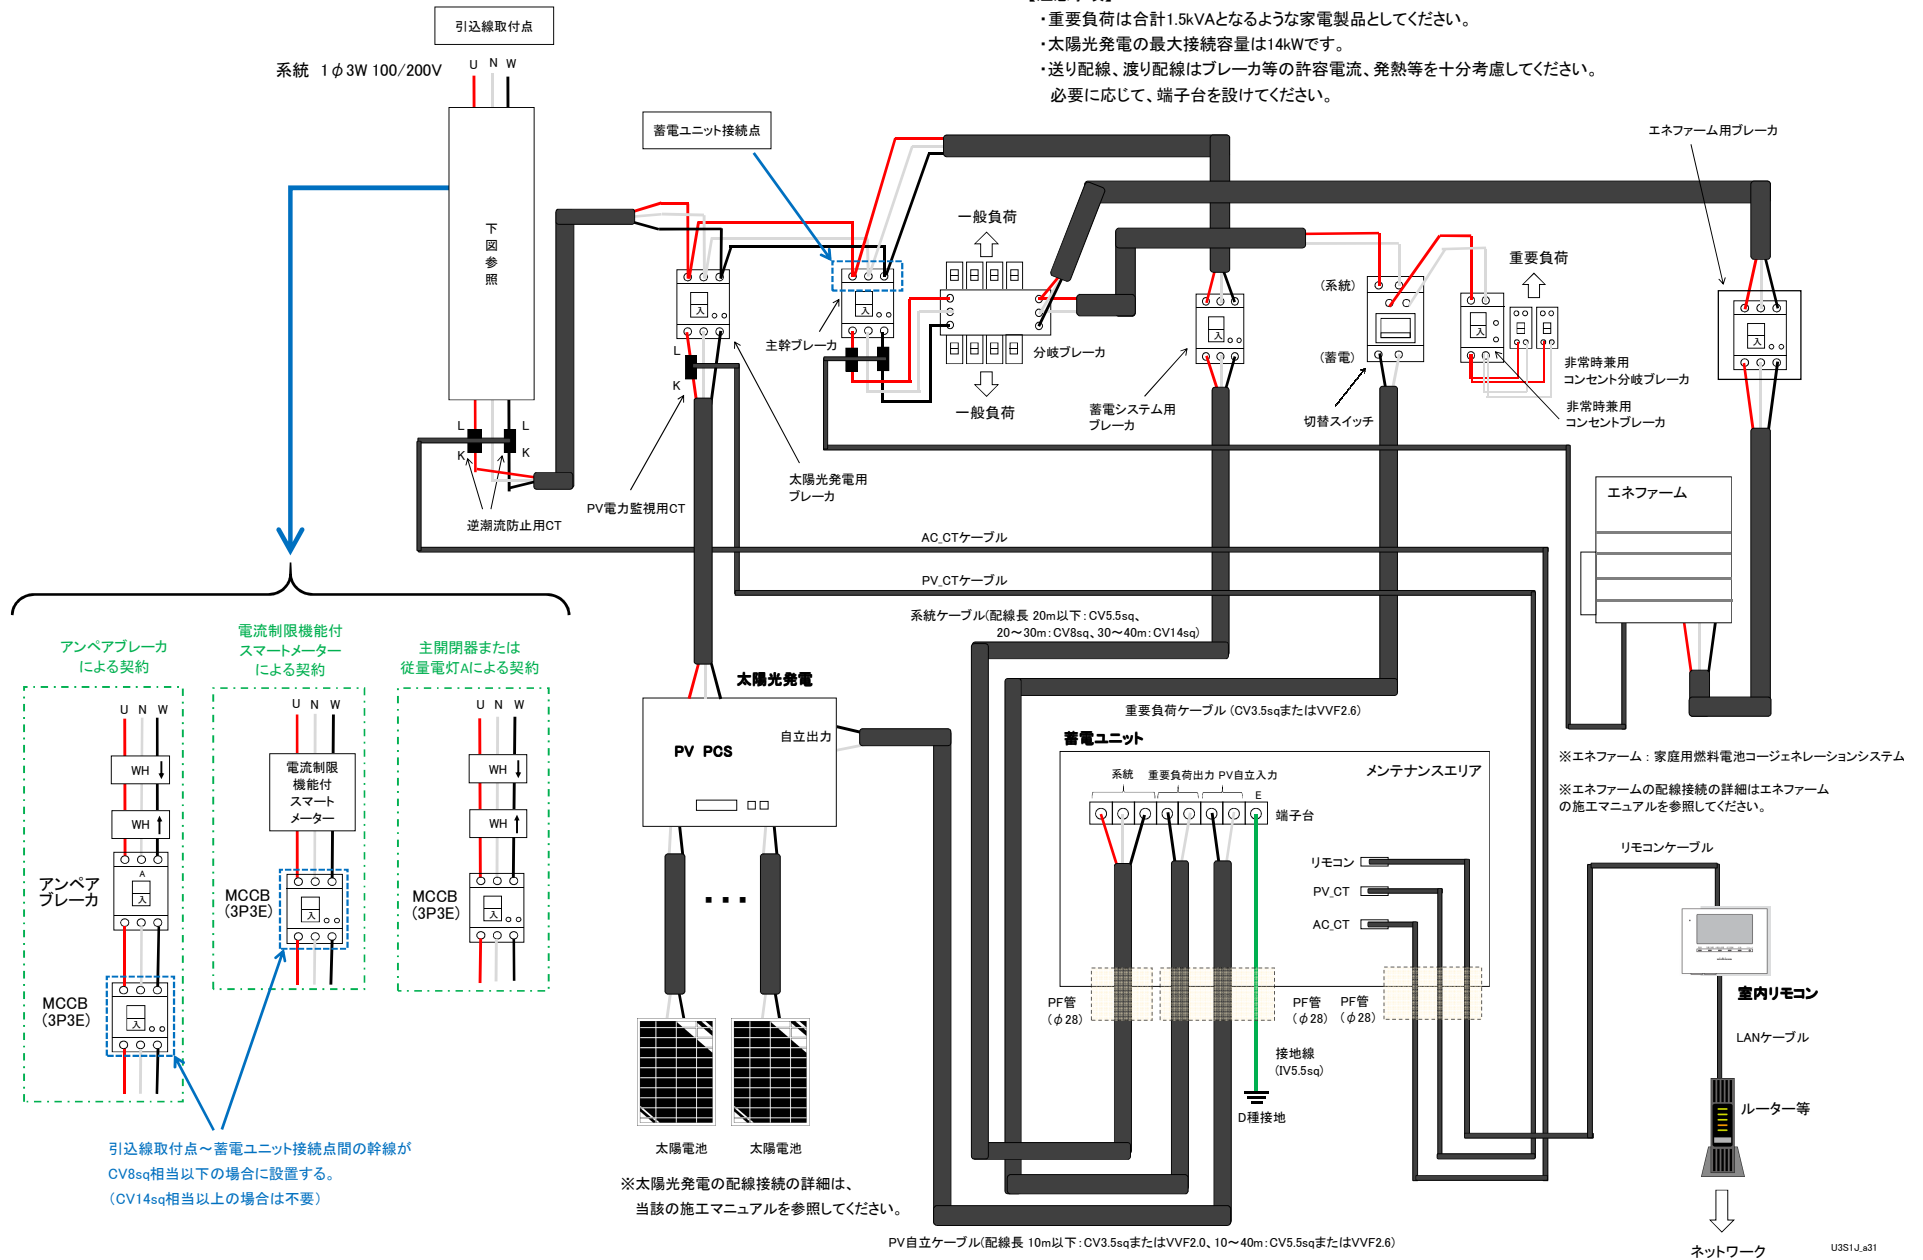 ・重要負荷は合計1.5kVAとなるような家電製品としてください。
・太陽光発電の最大接続容量は14kWです。
・送り配線、渡り配線はブレーカ等の許容電流、発熱等を十分考慮してください。
必要に応じて、端子台を設けてください。
引込線取付点
系統 1φ3W 100/200V
U N W
下図参照
蓄電ユニット接続点
エネファーム用ブレーカ
一般負荷
主幹ブレーカ
分岐ブレーカ
一般負荷
(系統)
(蓄電)
重要負荷
蓄電システム用
ブレーカ
切替スイッチ
非常時兼用
コンセント分岐ブレーカ
非常時兼用
コンセントブレーカ
入
入
入
入
入
L
K
L
K
L
K
逆潮流防止用CT
PV電力監視用CT
太陽光発電用
ブレーカ
エネファーム
AC_CTケーブル
PV_CTケーブル
系統ケーブル(配線長 20m以下:CV5.5sq、
20～30m:CV8sq、30～40m:CV14sq)
アンペアブレーカ
による契約
電流制限機能付
スマートメーター
による契約
主開閉器または
従量電灯Aによる契約
U N W
U N W
U N W
WH
WH
電流制限
機能付
スマート
メーター
WH
WH
アンペア
ブレーカ
A
入
MCCB
(3P3E)
入
MCCB
(3P3E)
入
MCCB
(3P3E)
入
引込線取付点～蓄電ユニット接続点間の幹線が
CV8sq相当以下の場合に設置する。
(CV14sq相当以上の場合は不要)
太陽光発電
PV PCS
自立出力
・・・
太陽電池
太陽電池
※太陽光発電の配線接続の詳細は、
当該の施工マニュアルを参照してください。
重要負荷ケーブル (CV3.5sqまたはVVF2.6)
蓄電ユニット
メンテナンスエリア
系統
重要負荷出力
PV自立入力
E
端子台
リモコン
PV_CT
AC_CT
PF管
(φ28)
PF管
(φ28)
PF管
(φ28)
接地線
(IV5.5sq)
D種接地
PV自立ケーブル(配線長 10m以下:CV3.5sqまたはVVF2.0、10～40m:CV5.5sqまたはVVF2.6)
※エネファーム : 家庭用燃料電池コージェネレーションシステム
※エネファームの配線接続の詳細はエネファーム
の施工マニュアルを参照してください。
リモコンケーブル
室内リモコン
LANケーブル
ルーター等
ネットワーク
U3S1J_a31